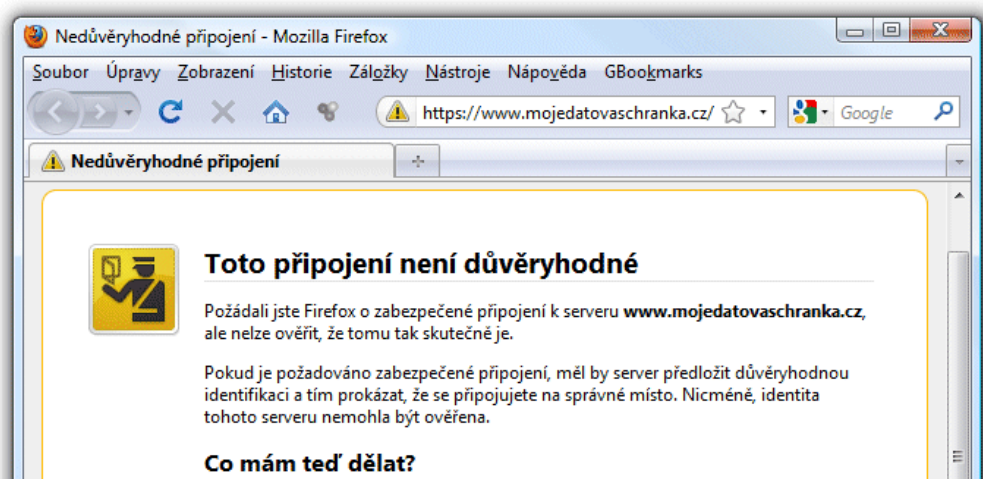 Nedůvěryhodné připojení - Mozilla Firefox
Soubor Úpravy Zobrazení Historie Záložky Nástroje Nápověda GBookmarks
https://www.mojedatovaschranka.cz/ Google
Nedůvěryhodné připojení
Toto připojení není důvěryhodné
Požádali jste Firefox o zabezpečené připojení k serveru www.mojedatovaschranka.cz,
ale nelze ověřit, že tomu tak skutečně je.
Pokud je požadováno zabezpečené připojení, měl by server předložit důvěryhodnou
identifikaci a tím prokázat, že se připojujete na správné místo. Nicméně, identita
tohoto serveru nemohla být ověřena.
Co mám teď dělat?